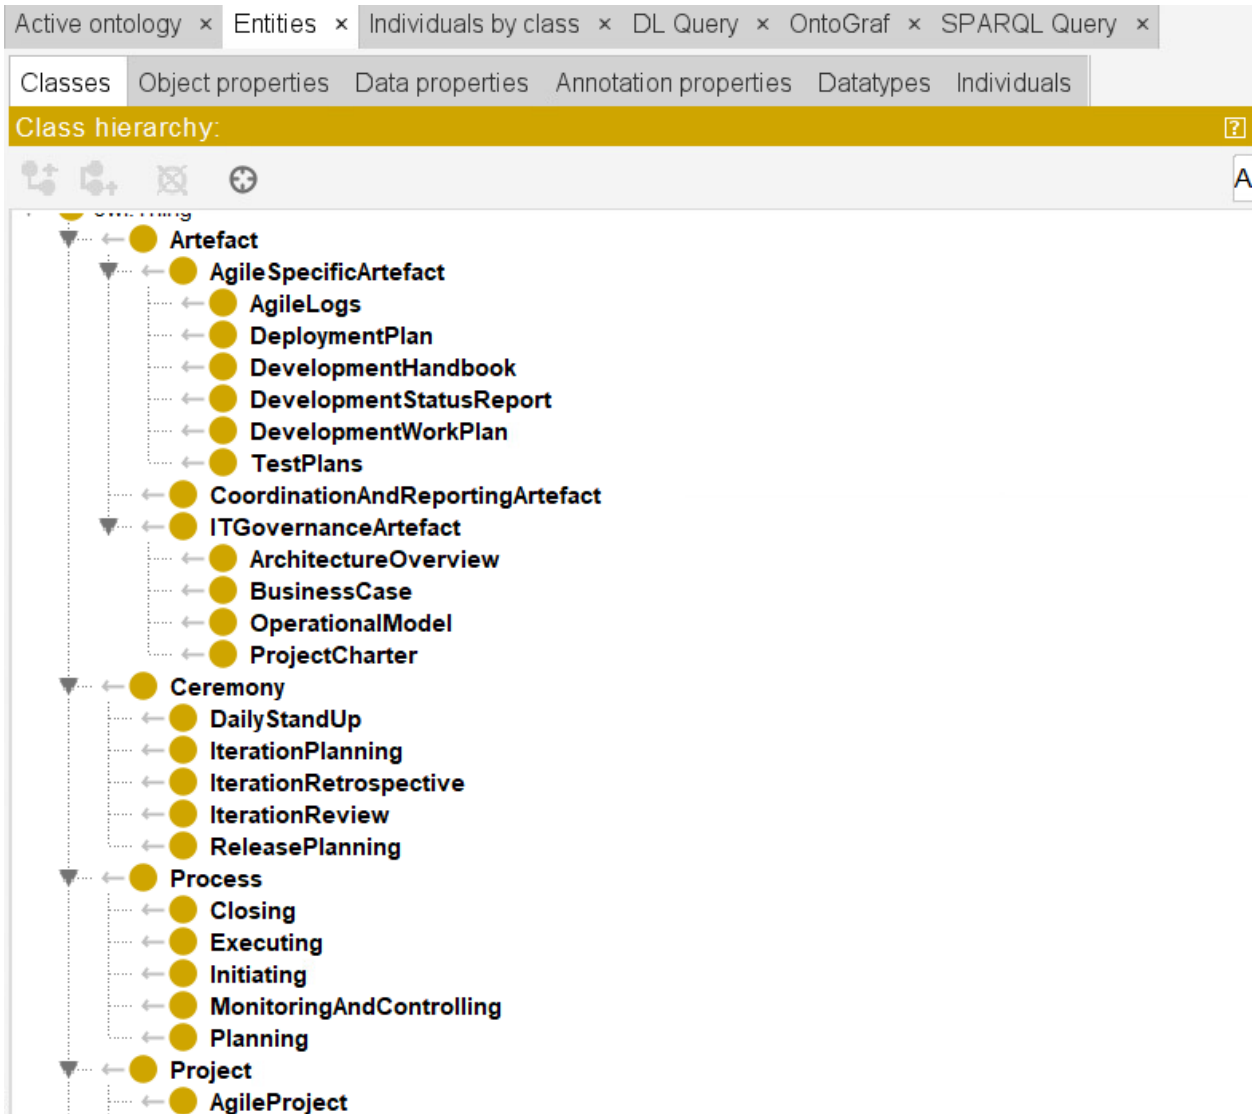 Active ontology × Entities × Individuals by class × DL Query × OntoGraf × SPARQL Query ×
Classes Object properties Data properties Annotation properties Datatypes Individuals
Class hierarchy: ?
A
owl:Thing
Artefact
AgileSpecificArtefact
AgileLogs
DeploymentPlan
DevelopmentHandbook
DevelopmentStatusReport
DevelopmentWorkPlan
TestPlans
CoordinationAndReportingArtefact
ITGovernanceArtefact
ArchitectureOverview
BusinessCase
OperationalModel
ProjectCharter
Ceremony
DailyStandUp
IterationPlanning
IterationRetrospective
IterationReview
ReleasePlanning
Process
Closing
Executing
Initiating
MonitoringAndControlling
Planning
Project
AgileProject